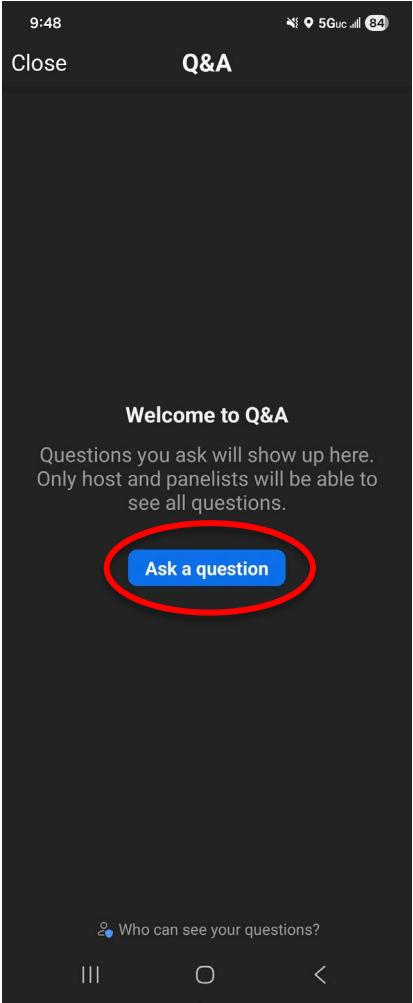 9:48 5Guc 84
Close Q&A
Welcome to Q&A
Questions you ask will show up here.
Only host and panelists will be able to
see all questions.
Ask a question
Who can see your questions?